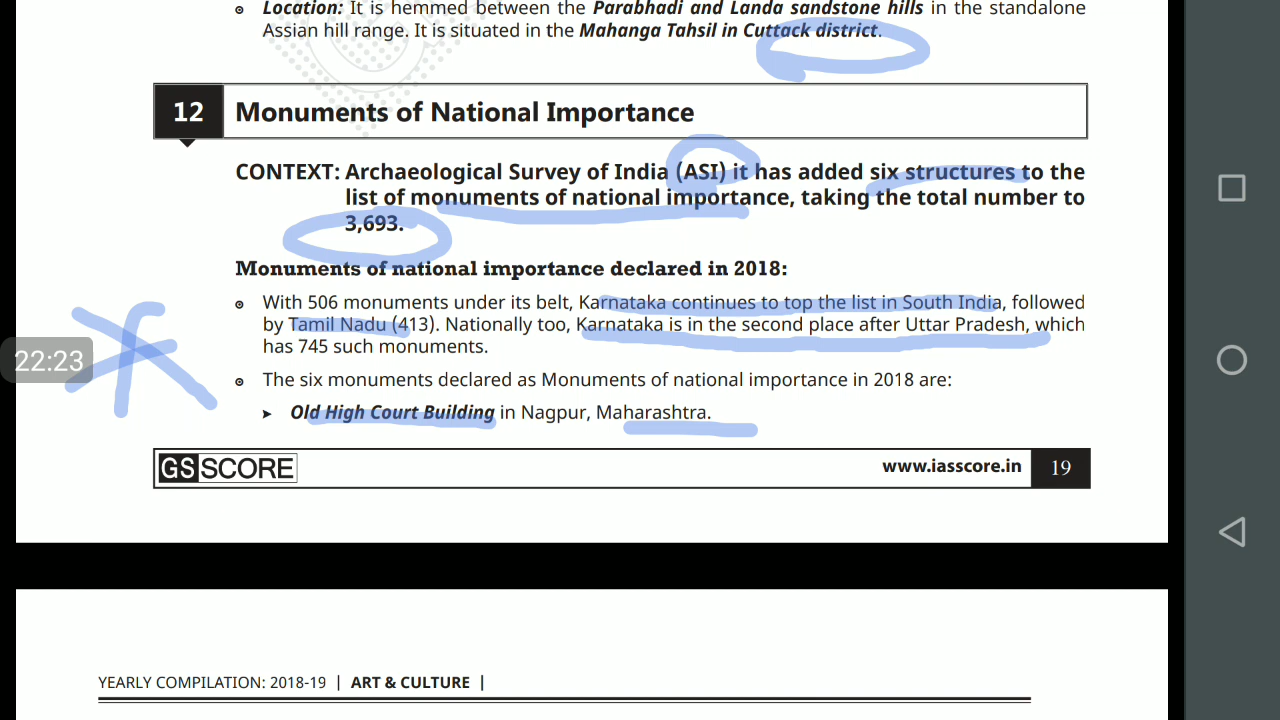 Location: It is hemmed between the Parabhadi and Landa sandstone hills in the standalone
Assian hill range. It is situated in the Mahanga Tahsil in Cuttack district.
12 Monuments of National Importance
CONTEXT: Archaeological Survey of India (ASI) it has added six structures to the
list of monuments of national importance, taking the total number to
3,693.
Monuments of national importance declared in 2018:
With 506 monuments under its belt, Karnataka continues to top the list in South India, followed
by Tamil Nadu (413). Nationally too, Karnataka is in the second place after Uttar Pradesh, which
has 745 such monuments.
22:23
The six monuments declared as Monuments of national importance in 2018 are:
➤ Old High Court Building in Nagpur, Maharashtra.
GS SCORE www.iasscore.in 19
YEARLY COMPILATION: 2018-19 | ART & CULTURE |